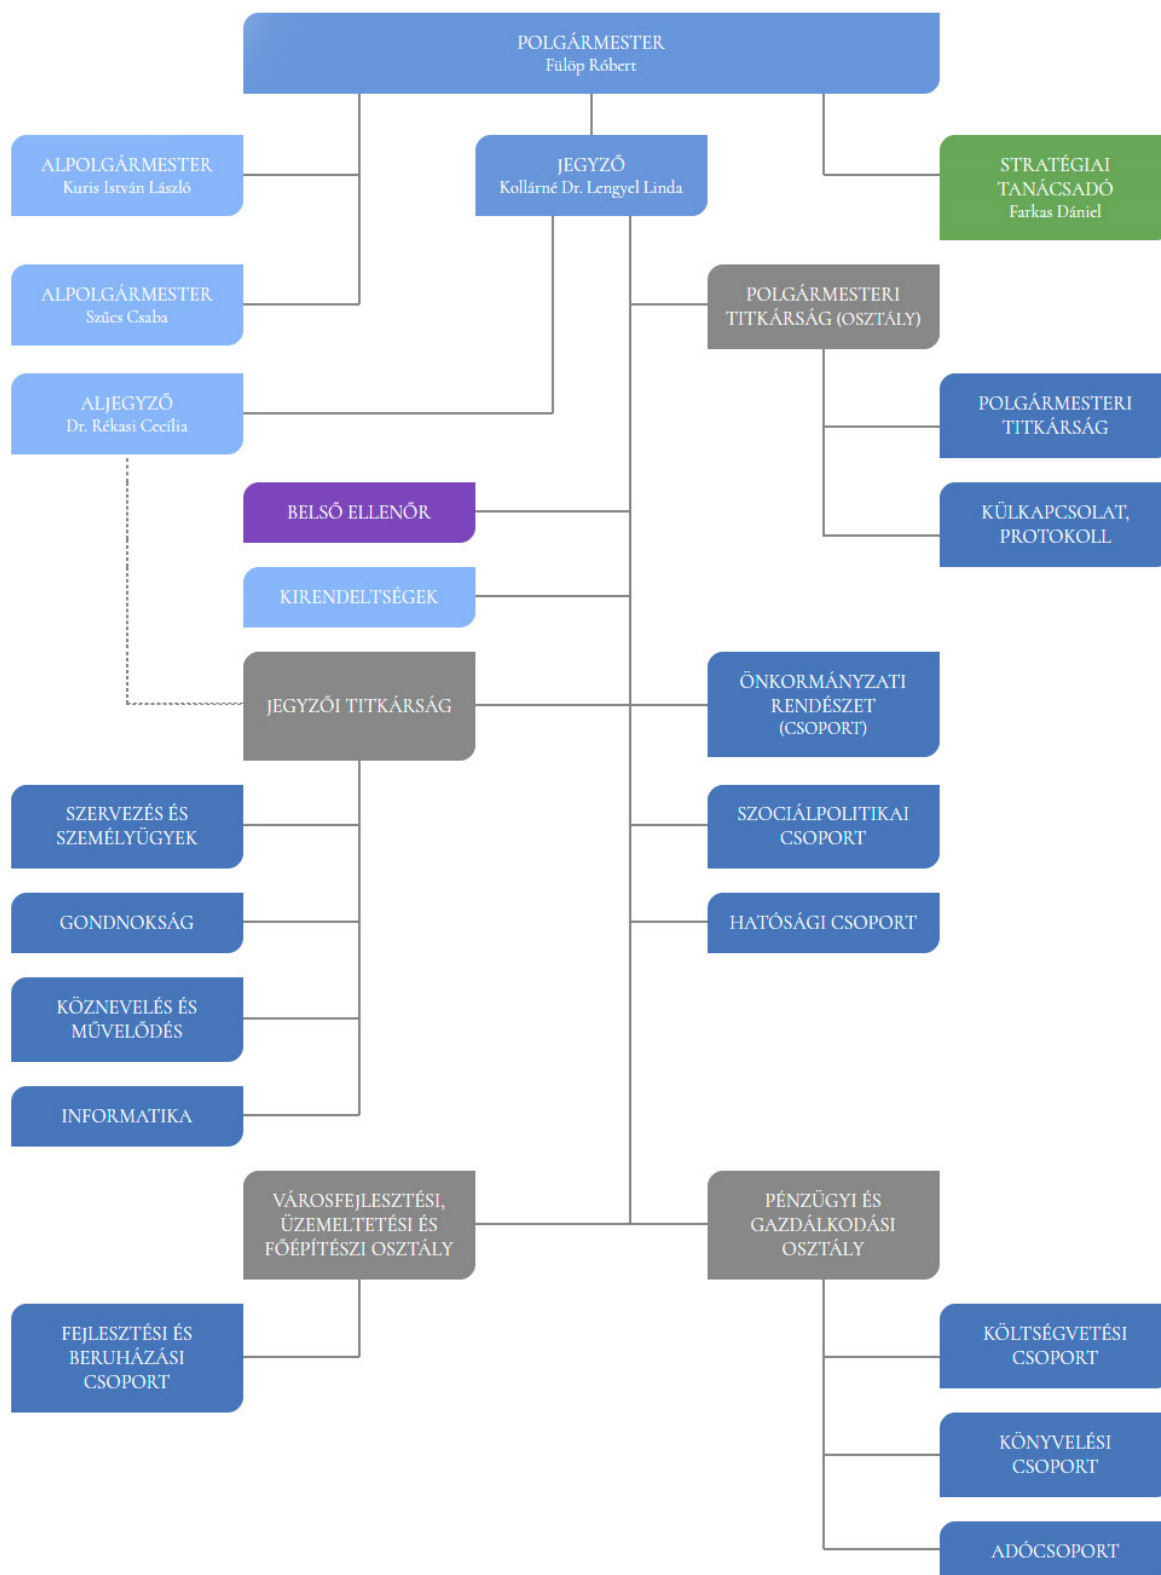 POLGÁRMESTER
Fülöp Róbert
ALPOLGÁRMESTER
Kuris István László
JEGYZŐ
Kollárné Dr. Lengyel Linda
STRATÉGIAI
TANÁCSADÓ
Farkas Dániel
ALPOLGÁRMESTER
Szűcs Csaba
POLGÁRMESTERI
TITKÁRSÁG (OSZTÁLY)
ALJEGYZŐ
Dr. Rékasi Cecília
POLGÁRMESTERI
TITKÁRSÁG
BELSŐ ELLENŐR
KÜLKAPCSOLAT,
PROTOKOLL
KIRENDELTSÉGEK
JEGYZŐI TITKÁRSÁG
ÖNKORMÁNYZATI
RENDÉSZET
(CSOPORT)
SZERVEZÉS ÉS
SZEMÉLYÜGYEK
SZOCIÁLPOLITIKAI
CSOPORT
GONDNOKSÁG
HATÓSÁGI CSOPORT
KÖZNEVELÉS ÉS
MŰVELŐDÉS
INFORMATIKA
VÁROSFEJLESZTÉSI,
ÜZEMELTETÉSI ÉS
FŐÉPÍTÉSZI OSZTÁLY
PÉNZÜGYI ÉS
GAZDÁLKODÁSI
OSZTÁLY
FEJLESZTÉSI ÉS
BERUHÁZÁSI
CSOPORT
KÖLTSÉGVETÉSI
CSOPORT
KÖNYVELÉSI
CSOPORT
ADÓCSOPORT